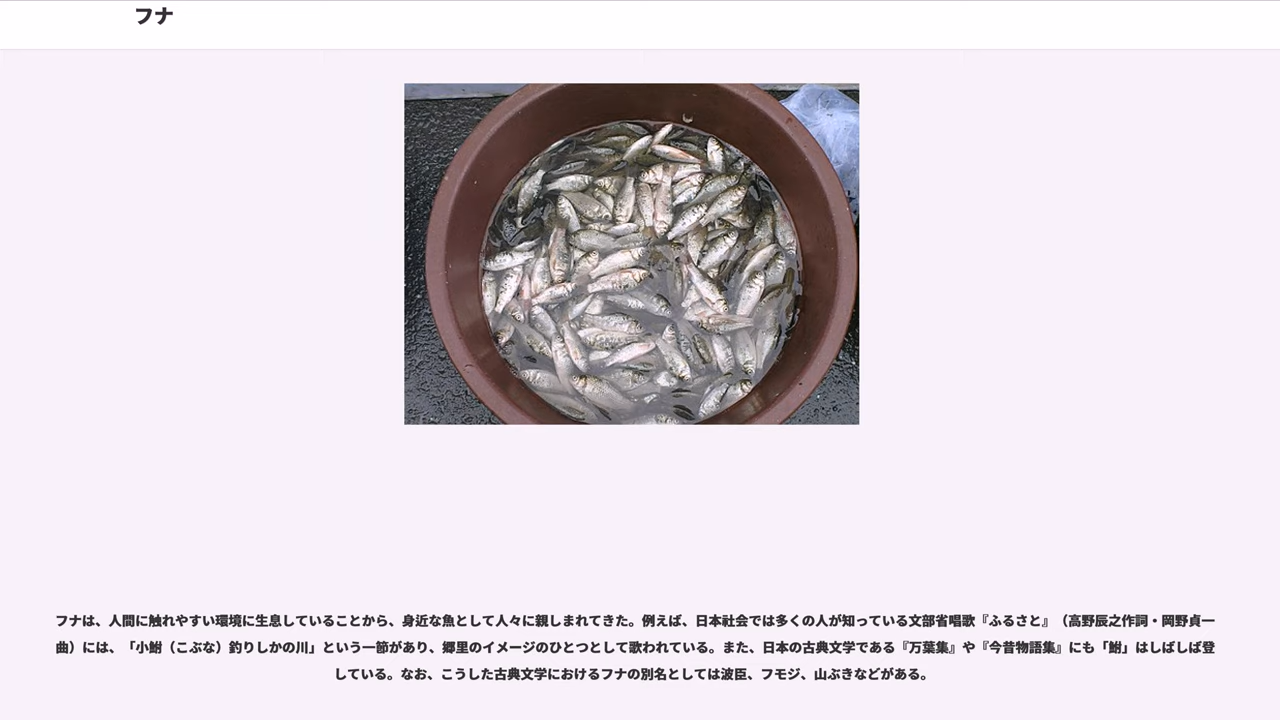 フナ
フナは、人間に触れやすい環境に生息していることから、身近な魚として人々に親しまれてきた。例えば、日本社会では多くの人が知っている文部省唱歌『ふるさと』（高野辰之作詞・岡野貞一
曲）には、「小鮒（こぶな）釣りしかの川」という一節があり、郷里のイメージのひとつとして歌われている。また、日本の古典文学である『万葉集』や『今昔物語集』にも「鮒」はしばしば登
している。なお、こうした古典文学におけるフナの別名としては波臣、フモジ、山ぶきなどがある。